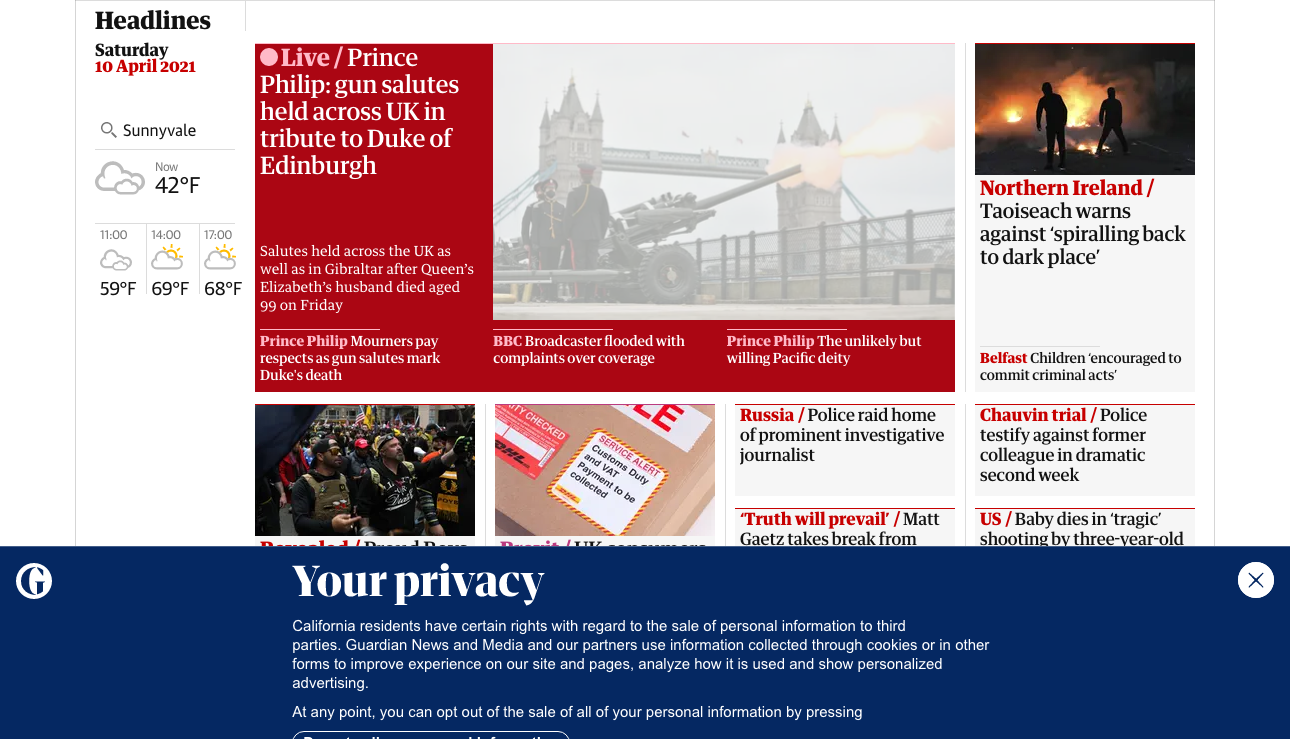 Headlines
Saturday
10 April 2021
Sunnyvale
Now
42°F
11:00
14:00
17:00
59°F
69°F
68°F
Live / Prince
Philip: gun salutes
held across UK in
tribute to Duke of
Edinburgh
Salutes held across the UK as
well as in Gibraltar after Queen’s
Elizabeth’s husband died aged
99 on Friday
Prince Philip Mourners pay
respects as gun salutes mark
Duke's death
BBC Broadcaster flooded with
complaints over coverage
Prince Philip The unlikely but
willing Pacific deity
Northern Ireland /
Taoiseach warns
against ‘spiralling back
to dark place’
Belfast Children ‘encouraged to
commit criminal acts’
SERVICE ALERT
Customs Duty
and VAT
Payment to be
collected
DHL
Russia / Police raid home
of prominent investigative
journalist
Chauvin trial / Police
testify against former
colleague in dramatic
second week
‘Truth will prevail’ / Matt
Gaetz takes break from
US / Baby dies in ‘tragic’
shooting by three-year-old
Your privacy
California residents have certain rights with regard to the sale of personal information to third
parties. Guardian News and Media and our partners use information collected through cookies or in other
forms to improve experience on our site and pages, analyze how it is used and show personalized
advertising.
At any point, you can opt out of the sale of all of your personal information by pressing